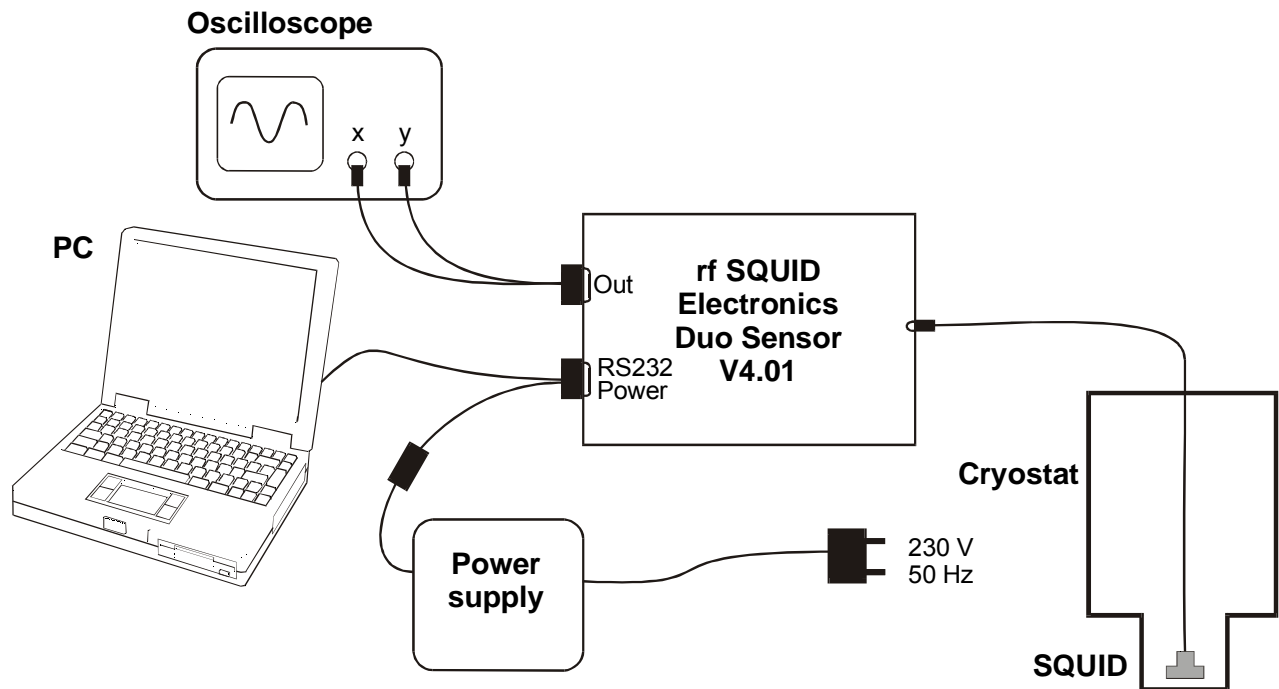 Oscilloscope
x y
PC
Out
rf SQUID
Electronics
Duo Sensor
V4.01
RS232
Power
Cryostat
Power
supply
230 V
50 Hz
SQUID